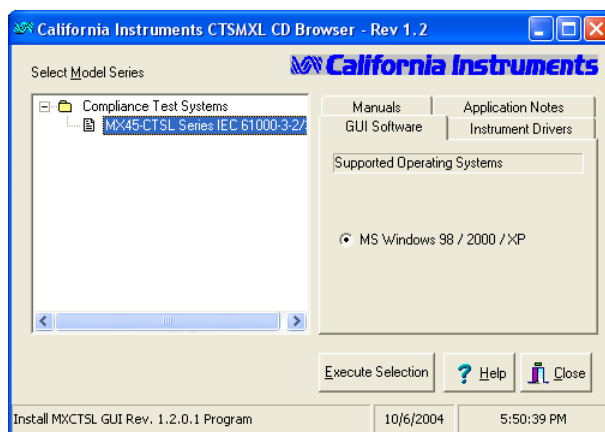 California Instruments CTSMXL CD Browser - Rev 1.2
Select Model Series
California Instruments
Compliance Test Systems
MX45-CTSL Series IEC 61000-3-2/
Manuals
Application Notes
GUI Software
Instrument Drivers
Supported Operating Systems
MS Windows 98 / 2000 / XP
Execute Selection
? Help
Close
Install MXCTSL GUI Rev. 1.2.0.1 Program
10/6/2004
5:50:39 PM